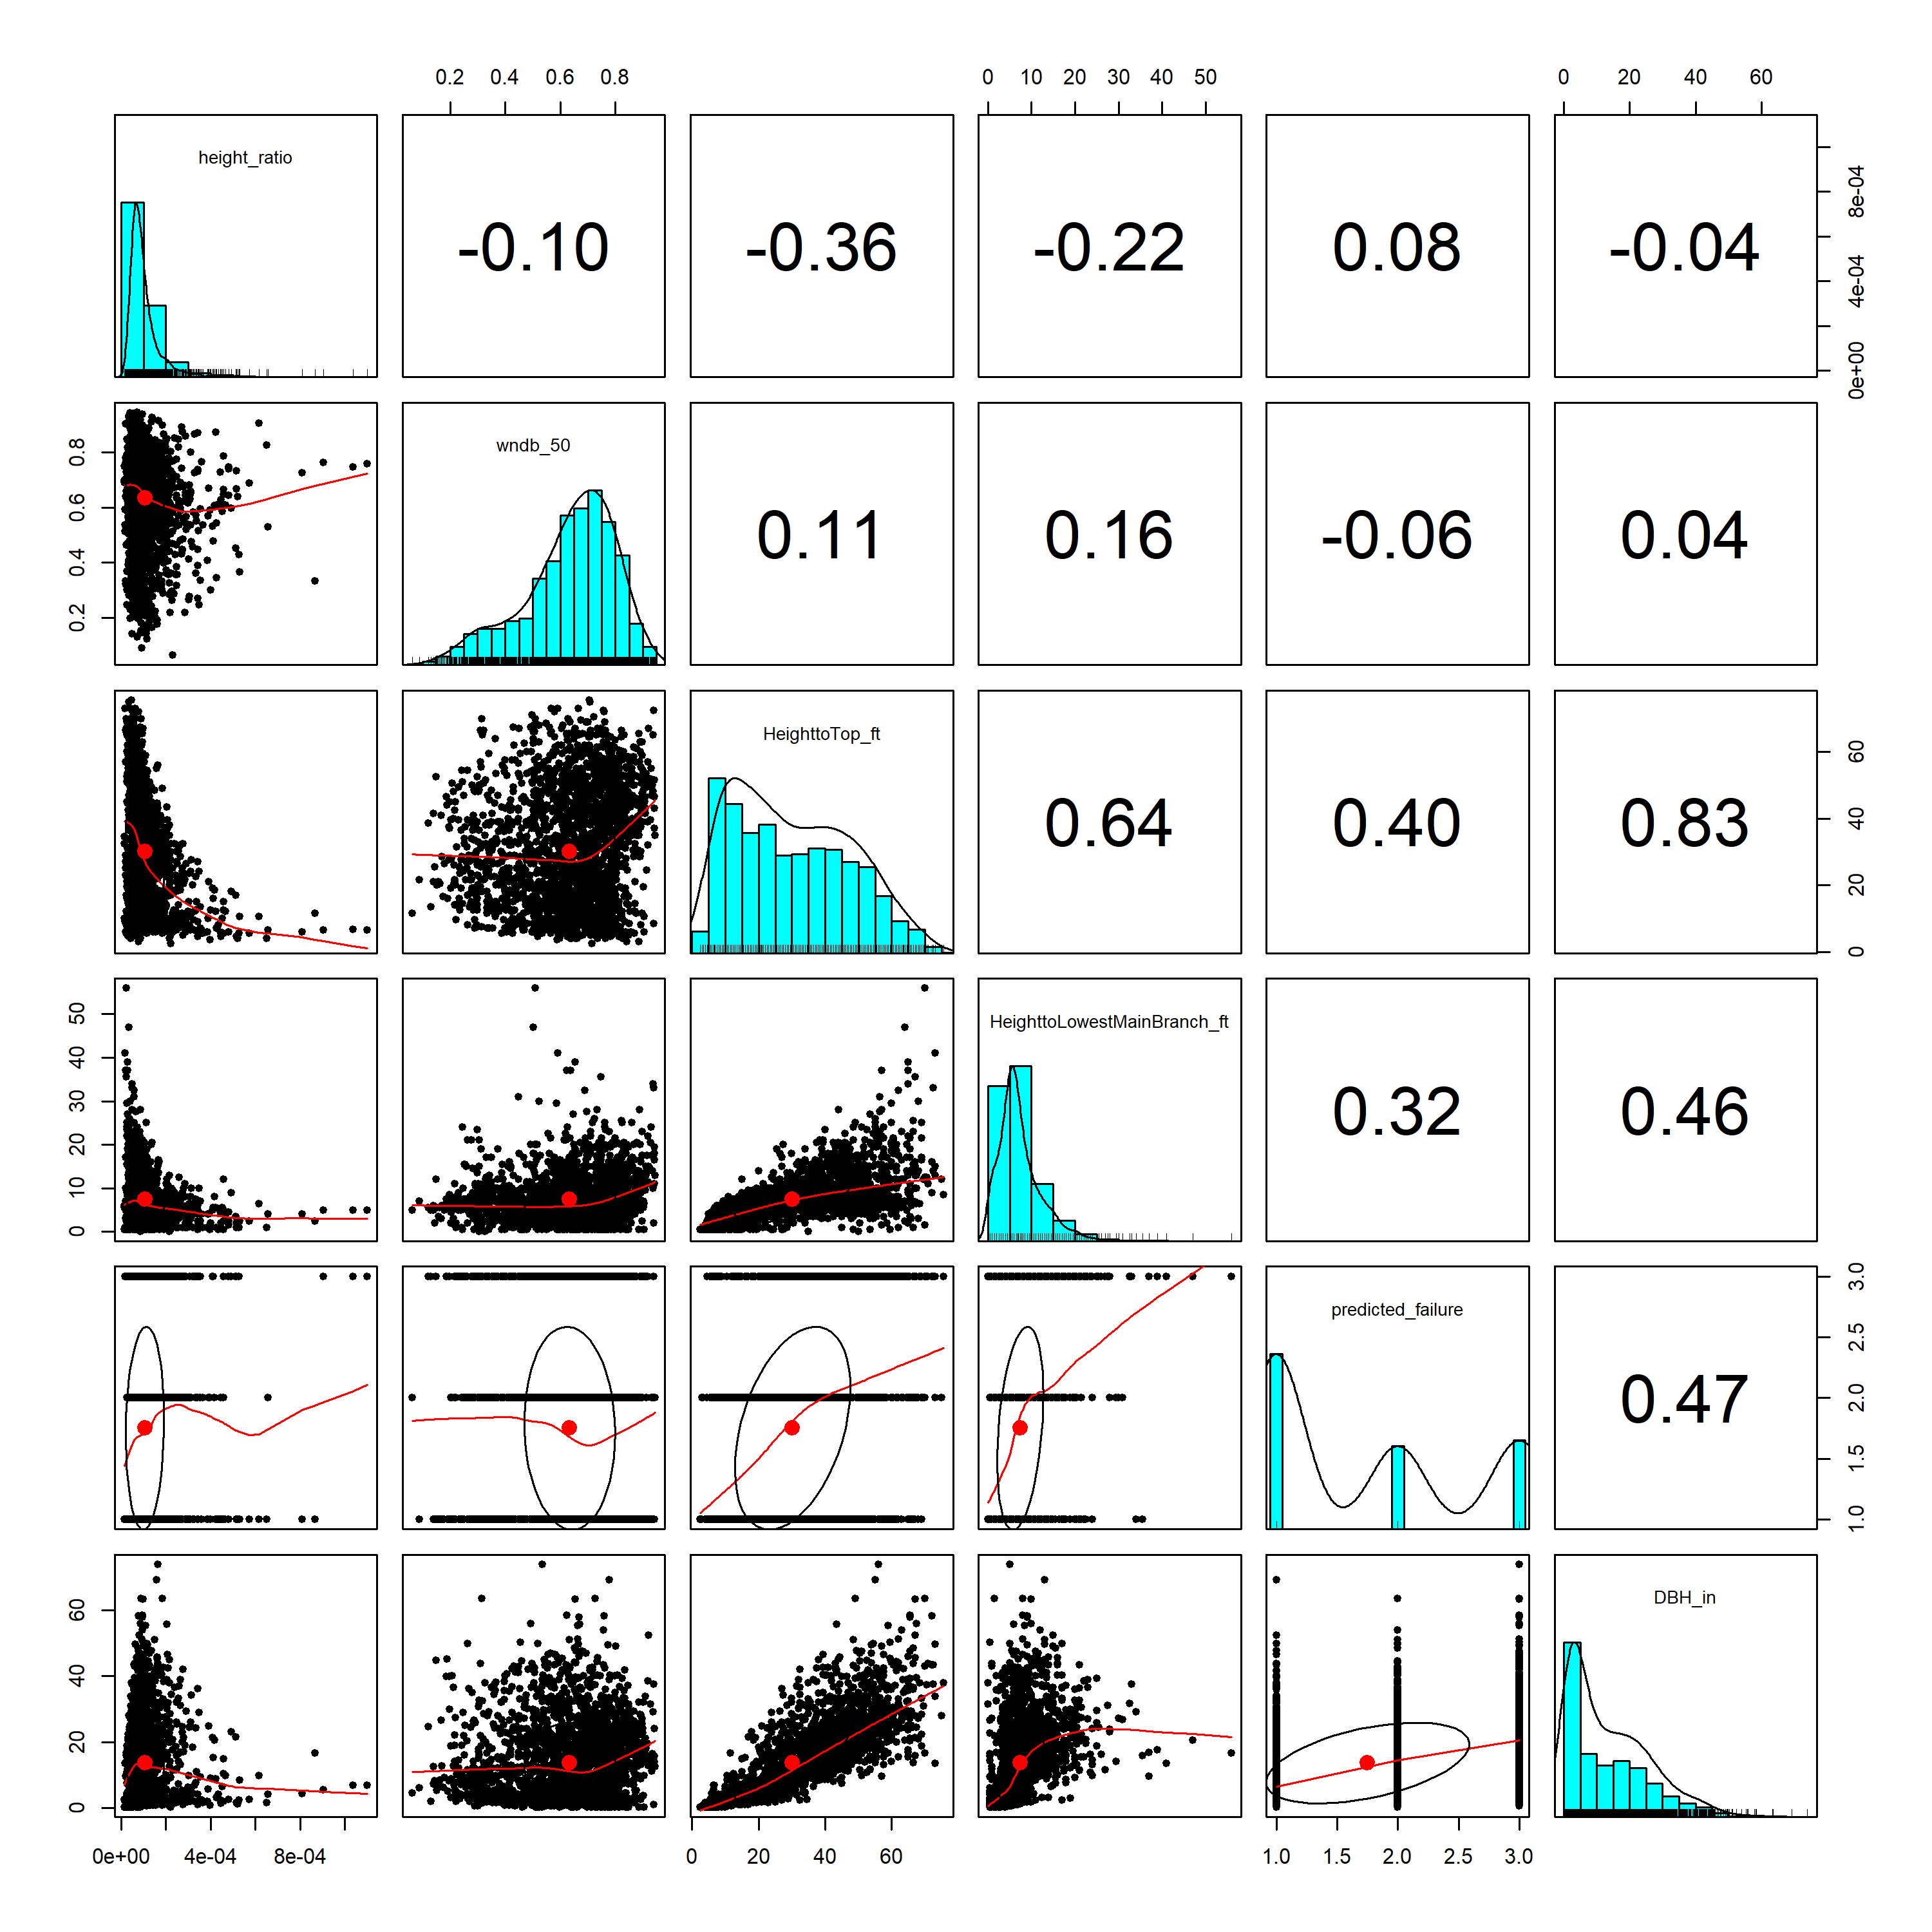 0.2 0.4 0.6 0.8 0 10 20 30 40 50 0 20 40 60
height_ratio
-0.10 -0.36 -0.22 0.08 -0.04
0e+00 4e-04 8e-04
0.2 0.4 0.6 0.8
wndb_50
0.11 0.16 -0.06 0.04
HeighttoTop_ft
0.64 0.40 0.83
0 20 40 60
0 10 20 30 40 50
HeighttoLowestMainBranch_ft
0.32 0.46
predicted_failure
0.47
1.0 1.5 2.0 2.5 3.0
0 20 40 60
DBH_in
0e+00 4e-04 8e-04 0 20 40 60 1.0 1.5 2.0 2.5 3.0